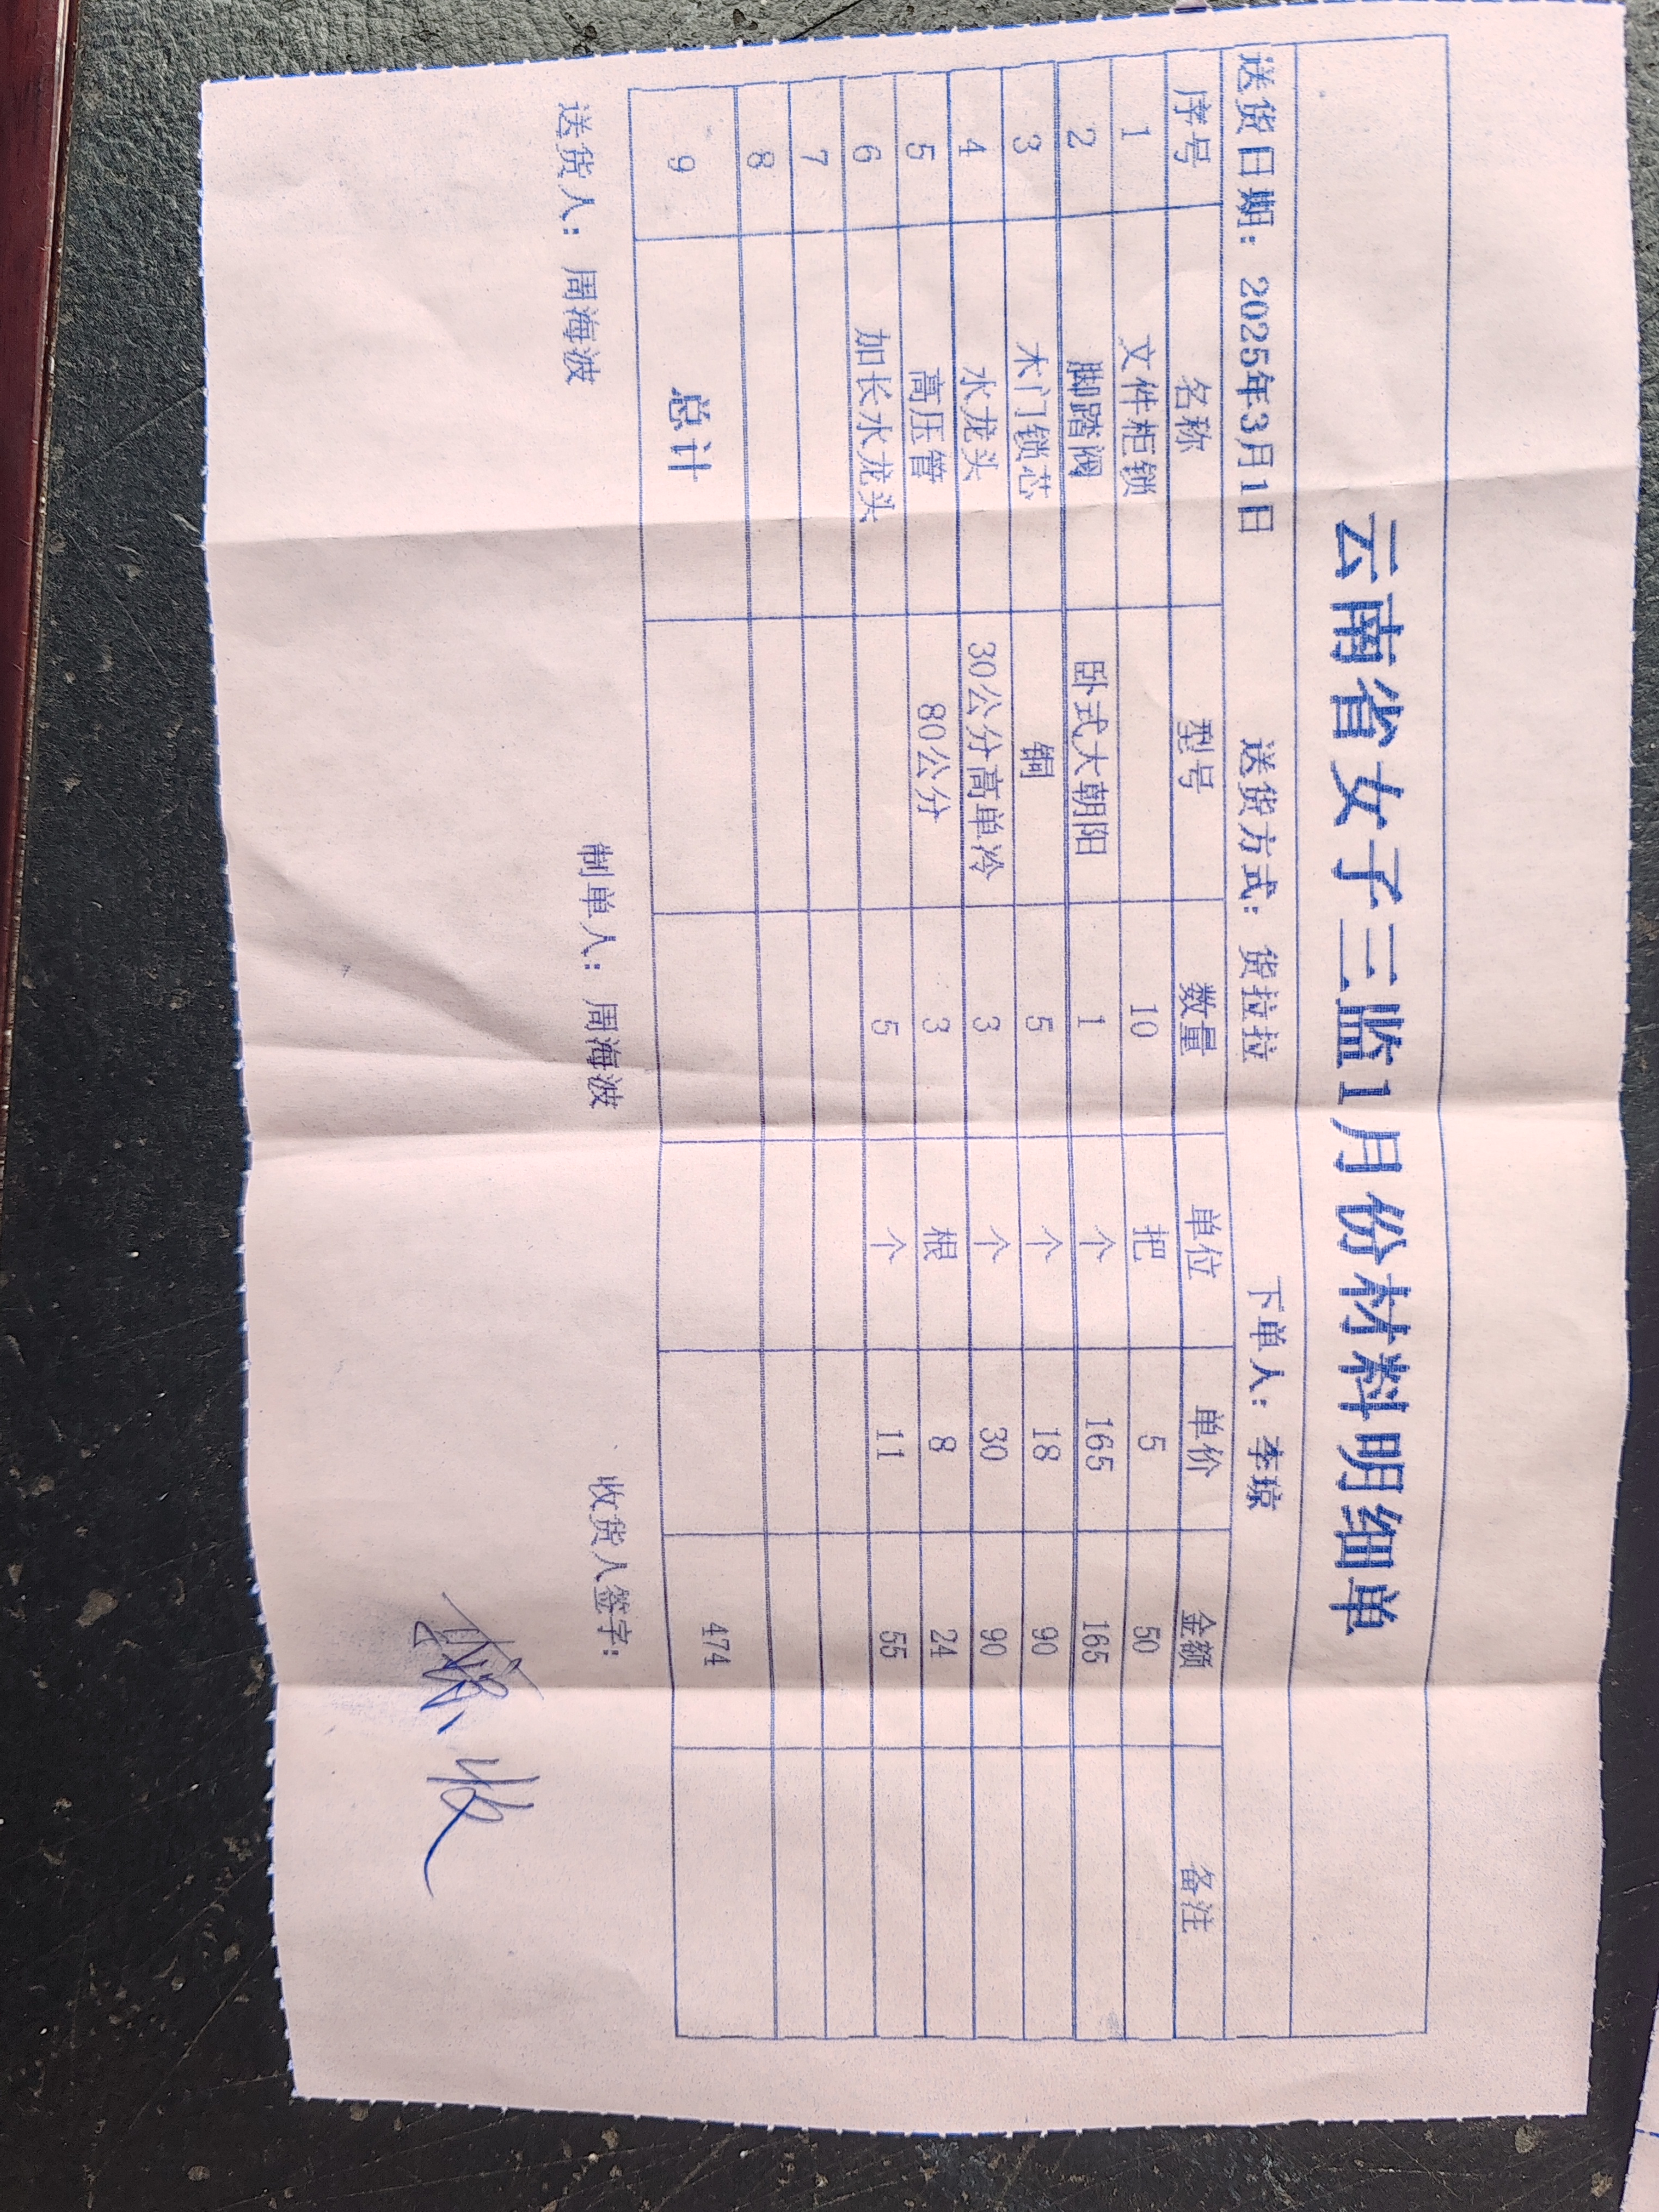 云南省女子三监1月份材料明细单
送货日期：2025年3月1日 送货方式：货拉拉 下单人：李琼
序号 名称 型号 数量 单位 单价 金额 备注
1 文件柜锁 10 把 5 50
2 脚踏阀 卧式大朝阳 1 个 165 165
3 木门锁芯 铜 5 个 18 90
4 水龙头 30公分高单冷 3 个 30 90
5 高压管 80公分 3 根 8 24
6 加长水龙头 5 个 11 55
7
8
9 总计 474
送货人：周海波 制单人：周海波 收货人签字：
收